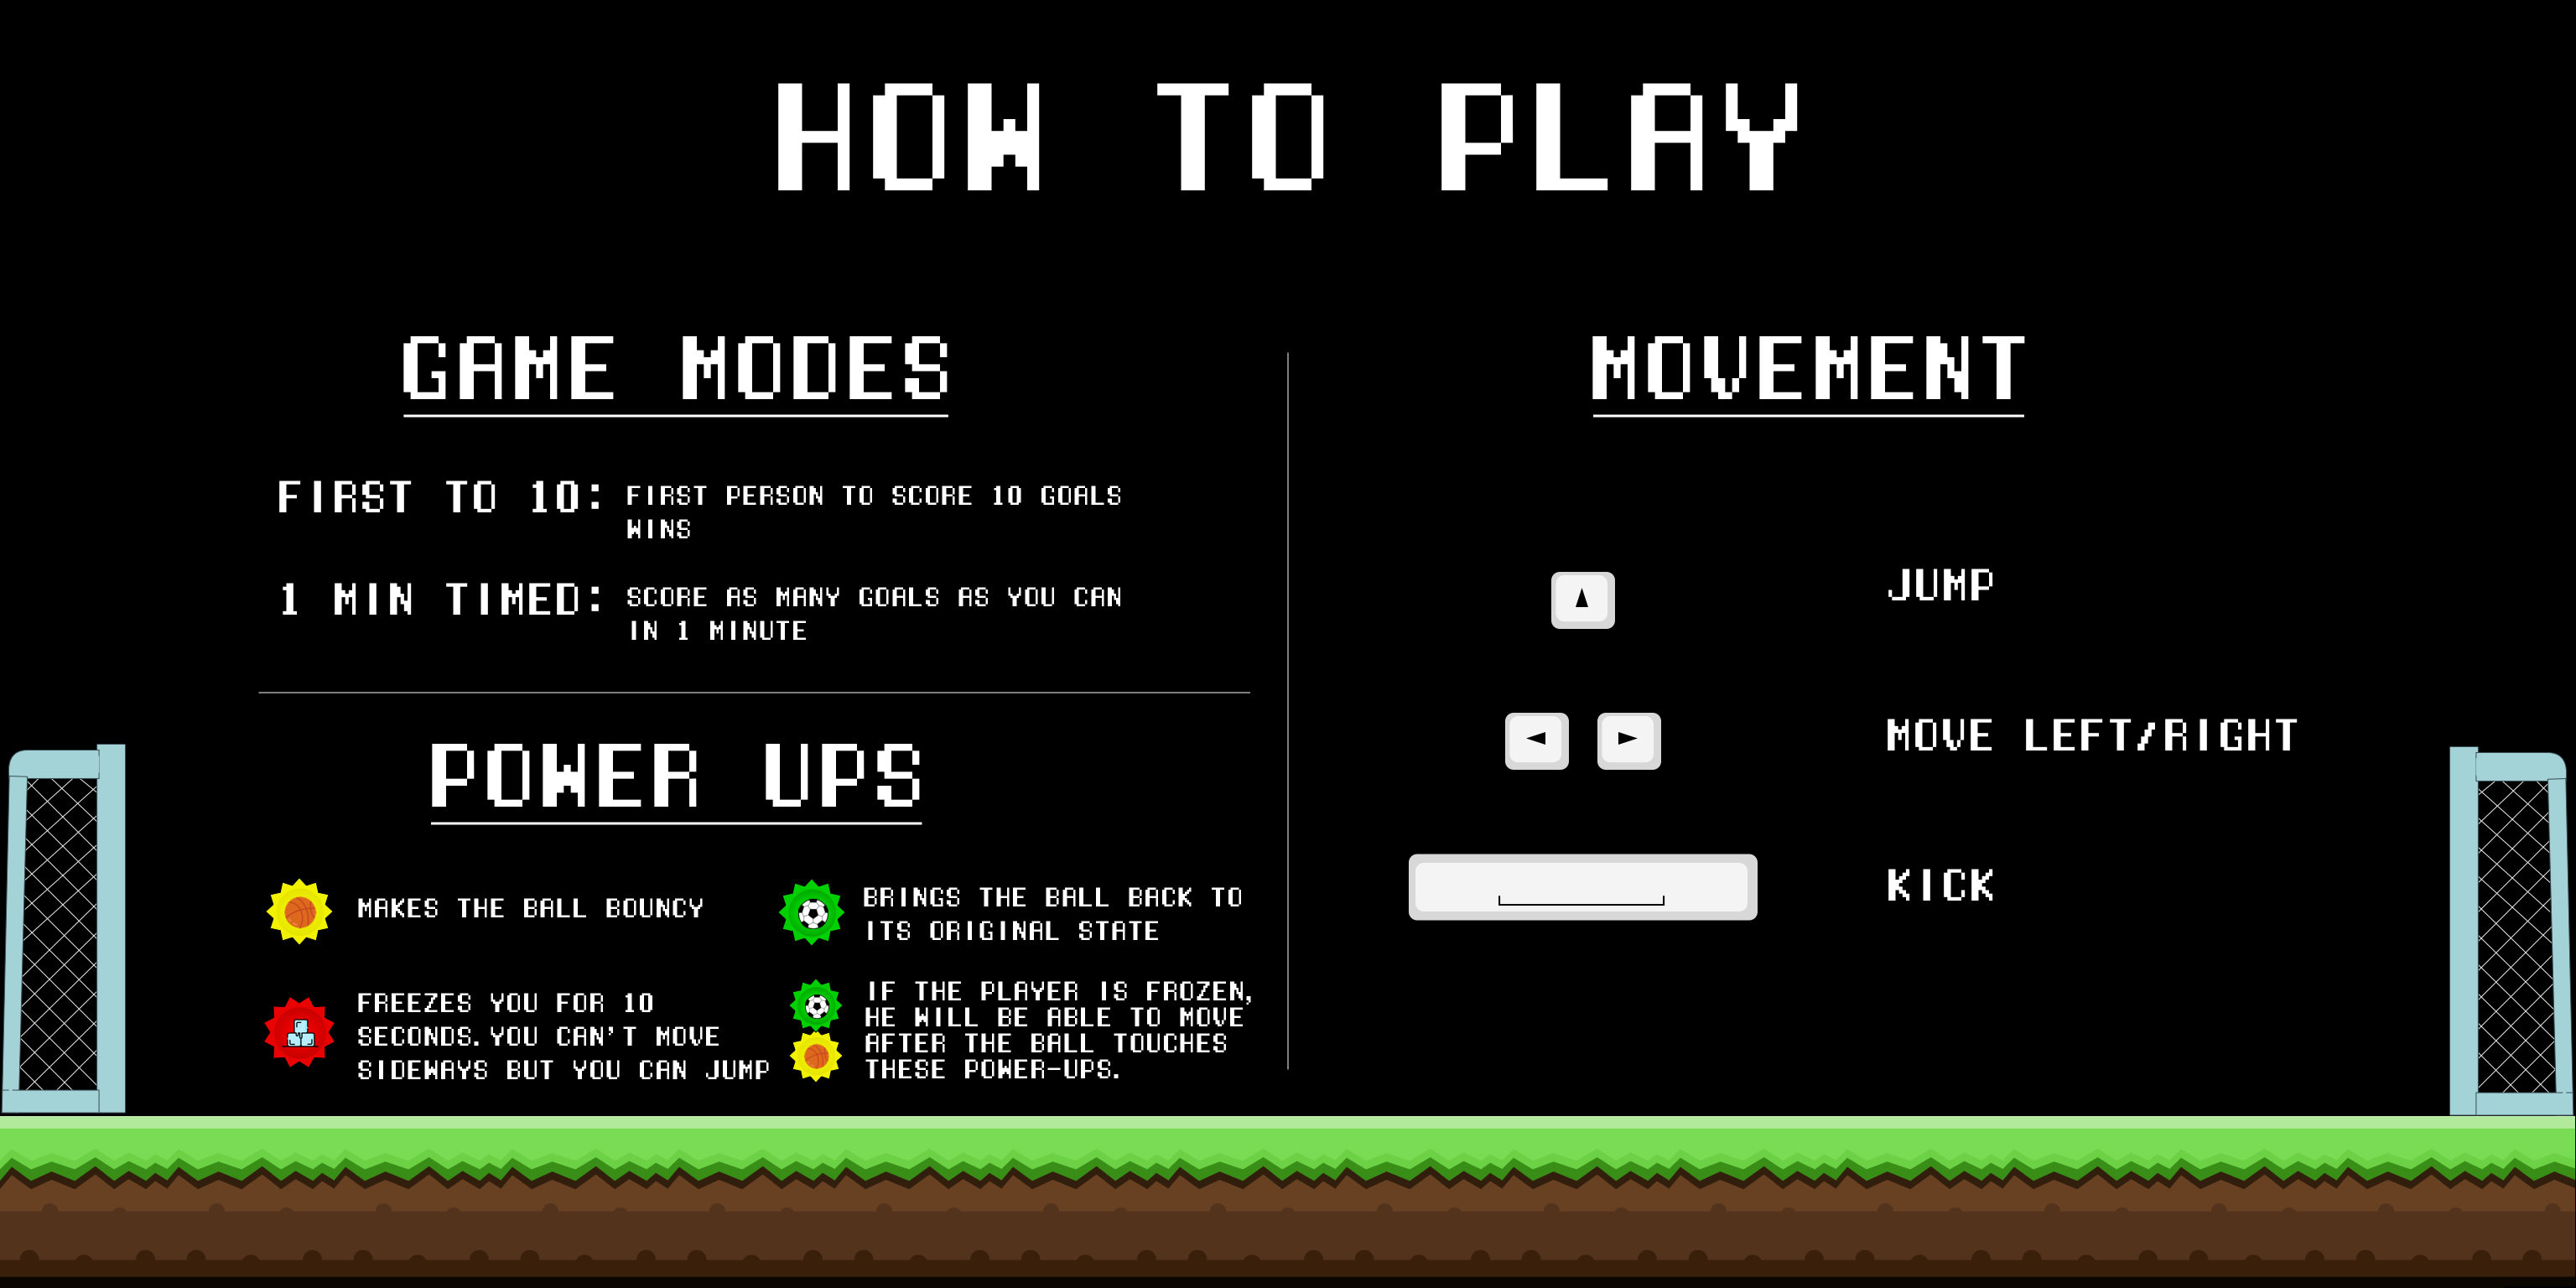 HOW TO PLAY
GAME MODES
FIRST TO 10: FIRST PERSON TO SCORE 10 GOALS
WINS
1 MIN TIMED: SCORE AS MANY GOALS AS YOU CAN
IN 1 MINUTE
POWER UPS
MAKES THE BALL BOUNCY
BRINGS THE BALL BACK TO
ITS ORIGINAL STATE
FREEZES YOU FOR 10
SECONDS.YOU CAN'T MOVE
SIDEWAYS BUT YOU CAN JUMP
IF THE PLAYER IS FROZEN,
HE WILL BE ABLE TO MOVE
AFTER THE BALL TOUCHES
THESE POWER-UPS.
MOVEMENT
JUMP
MOVE LEFT/RIGHT
KICK